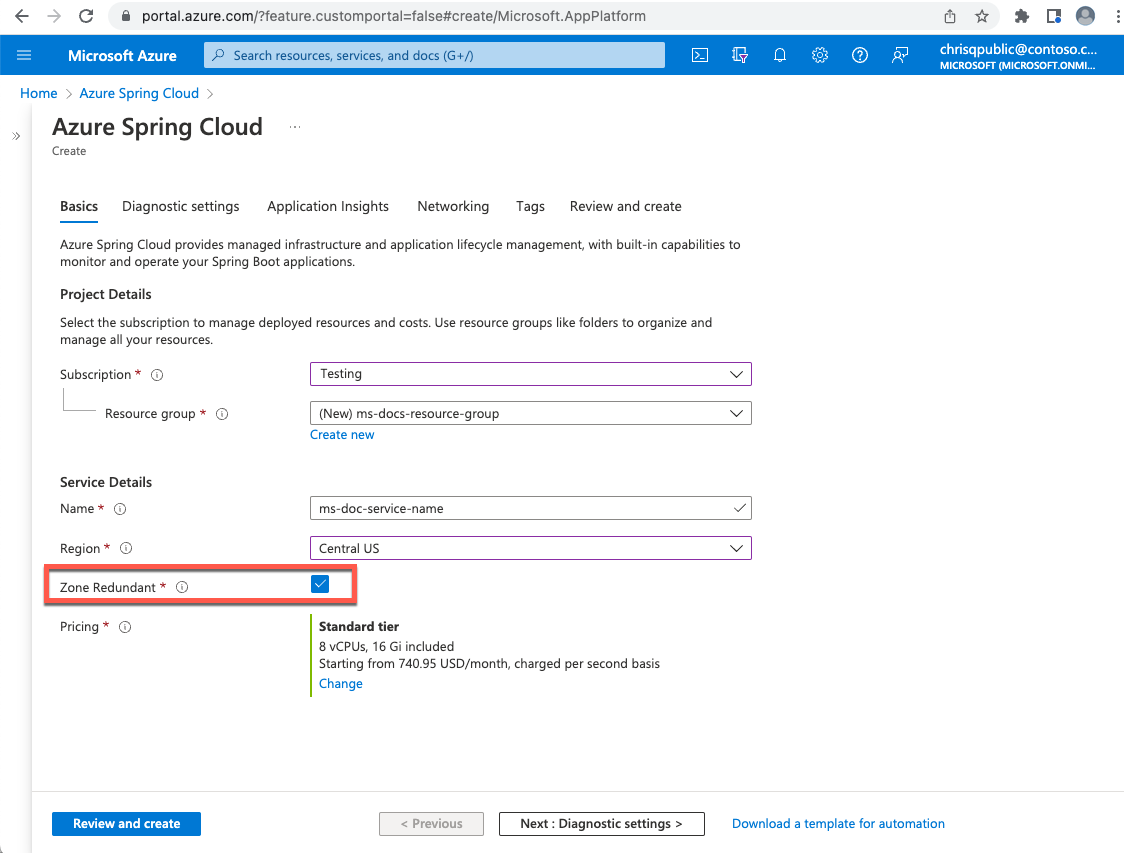 portal.azure.com/?feature.customportal=false#create/Microsoft.AppPlatform
Microsoft Azure
Search resources, services, and docs (G+/)
chrisqpublic@contoso.c...
MICROSOFT (MICROSOFT.ONMI...
Home > Azure Spring Cloud >
»
Azure Spring Cloud ...
Create
Basics Diagnostic settings Application Insights Networking Tags Review and create
Azure Spring Cloud provides managed infrastructure and application lifecycle management, with built-in capabilities to
monitor and operate your Spring Boot applications.
Project Details
Select the subscription to manage deployed resources and costs. Use resource groups like folders to organize and
manage all your resources.
Subscription * Testing
Resource group * (New) ms-docs-resource-group
Create new
Service Details
Name * ms-doc-service-name
Region * Central US
Zone Redundant *
Pricing * Standard tier
8 vCPUs, 16 Gi included
Starting from 740.95 USD/month, charged per second basis
Change
Review and create < Previous Next : Diagnostic settings > Download a template for automation